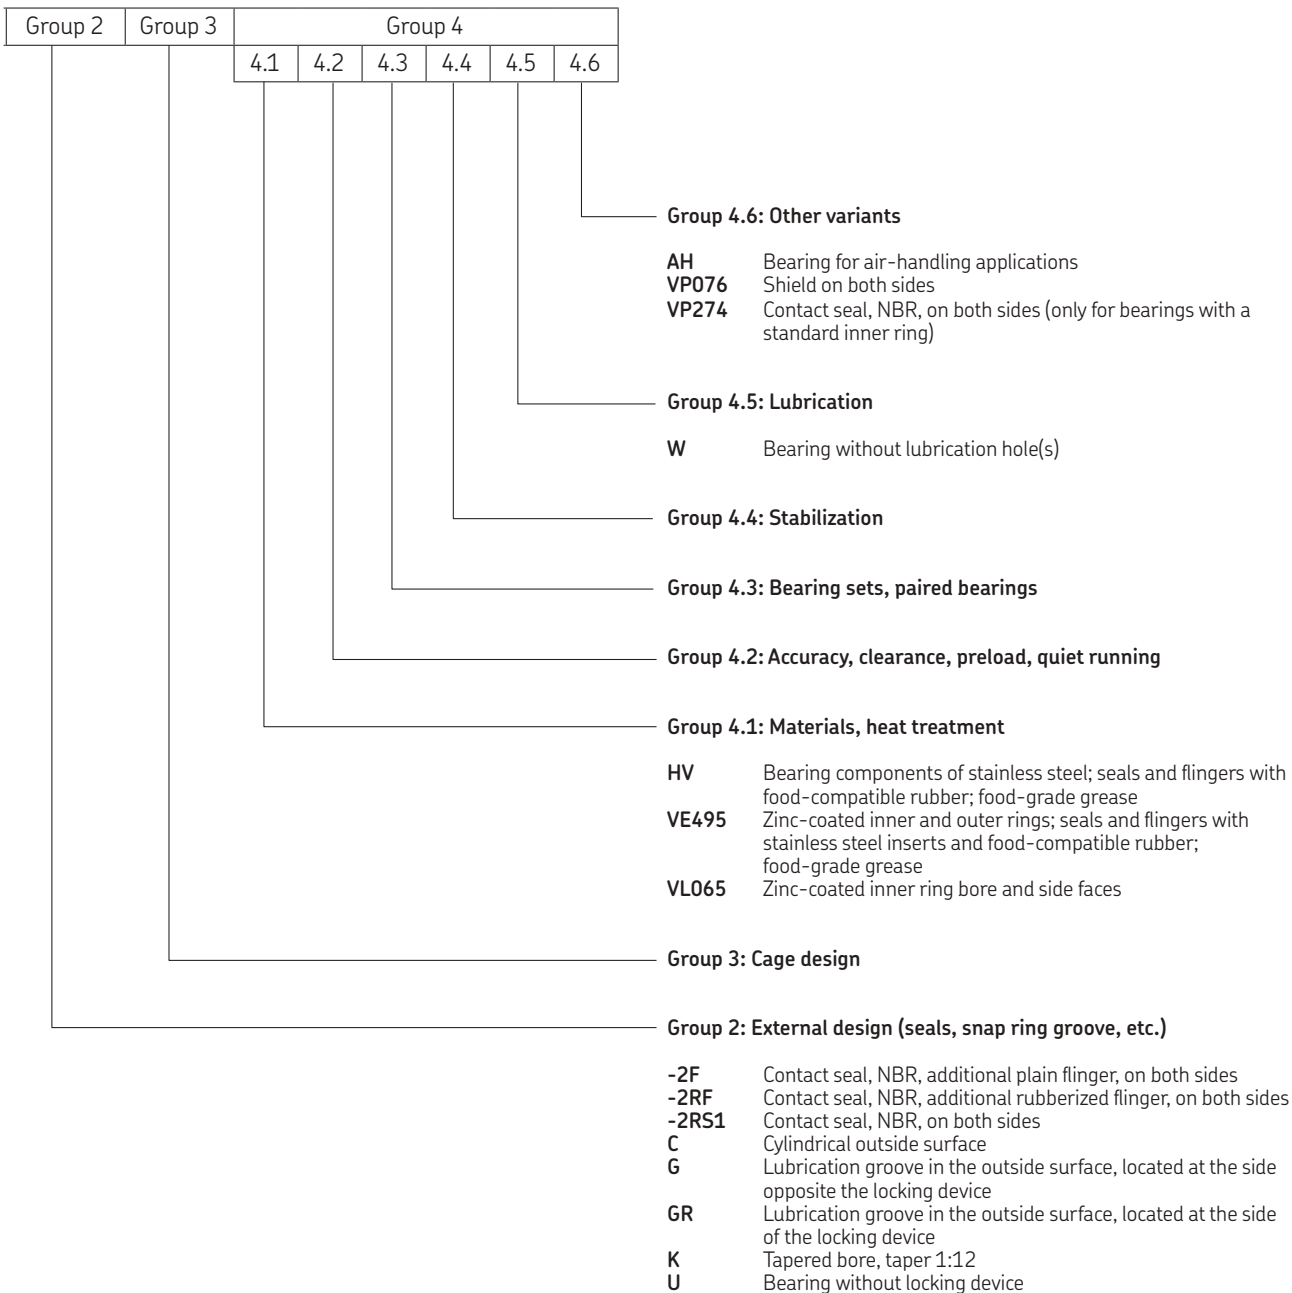 Group 2 Group 3 Group 4
4.1 4.2 4.3 4.4 4.5 4.6
Group 4.6: Other variants
AH Bearing for air-handling applications
VP076 Shield on both sides
VP274 Contact seal, NBR, on both sides (only for bearings with a
standard inner ring)
Group 4.5: Lubrication
W Bearing without lubrication hole(s)
Group 4.4: Stabilization
Group 4.3: Bearing sets, paired bearings
Group 4.2: Accuracy, clearance, preload, quiet running
Group 4.1: Materials, heat treatment
HV Bearing components of stainless steel; seals and flingers with
food-compatible rubber; food-grade grease
VE495 Zinc-coated inner and outer rings; seals and flingers with
stainless steel inserts and food-compatible rubber;
food-grade grease
VL065 Zinc-coated inner ring bore and side faces
Group 3: Cage design
Group 2: External design (seals, snap ring groove, etc.)
-2F Contact seal, NBR, additional plain flinger, on both sides
-2RF Contact seal, NBR, additional rubberized flinger, on both sides
-2RS1 Contact seal, NBR, on both sides
C Cylindrical outside surface
G Lubrication groove in the outside surface, located at the side
opposite the locking device
GR Lubrication groove in the outside surface, located at the side
of the locking device
K Tapered bore, taper 1:12
U Bearing without locking device